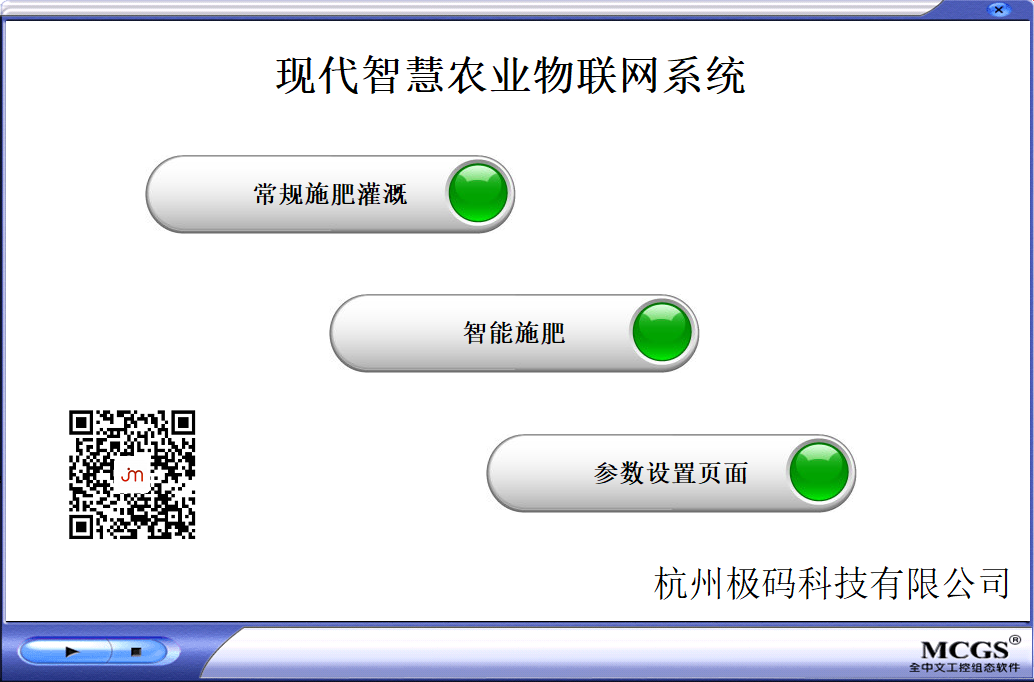 现代智慧农业物联网系统
常规施肥灌溉
智能施肥
参数设置页面
jm
杭州极码科技有限公司
MCGS®
全中文工控组态软件